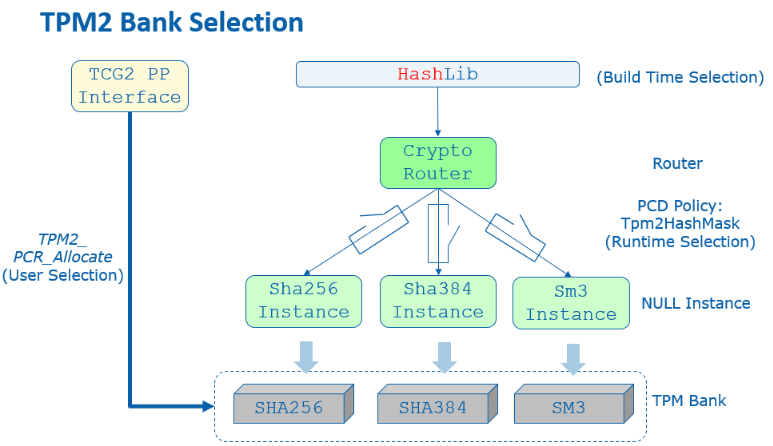 TPM2 Bank Selection
TCG2 PP
Interface
HashLib
(Build Time Selection)
Crypto
Router
Router
PCD Policy:
Tpm2HashMask
(Runtime Selection)
TPM2_
PCR_Allocate
(User Selection)
Sha256
Instance
Sha384
Instance
Sm3
Instance
NULL Instance
SHA256
SHA384
SM3
TPM Bank